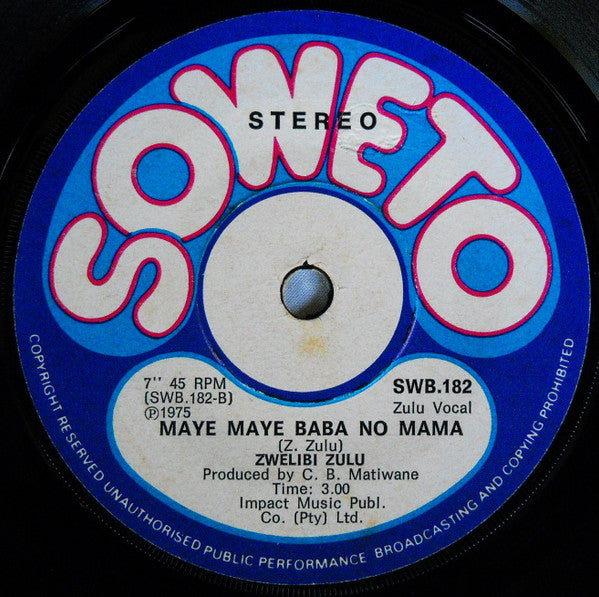 SOWETO
STEREO
7'' 45 RPM
(SWB.182-B)
Ⓟ1975
SWB.182
Zulu Vocal
MAYE MAYE BABA NO MAMA
(Z. Zulu)
ZWELIBI ZULU
Produced by C. B. Matiwane
Time: 3.00
Impact Music Publ.
Co. (Pty) Ltd.
COPYRIGHT RESERVED UNAUTHORISED PUBLIC PERFORMANCE BROADCASTING AND COPYING PROHIBITED